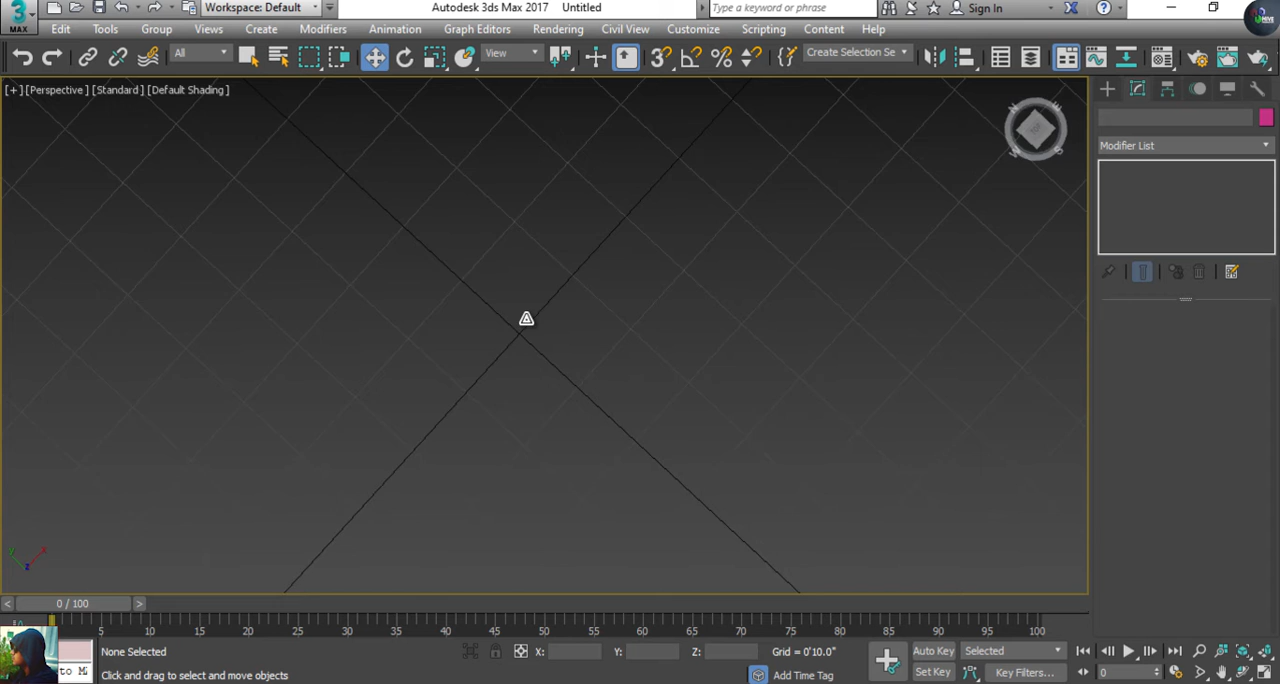 Workspace: Default
Autodesk 3ds Max 2017 Untitled
Type a keyword or phrase
Sign In
MAX
Edit Tools Group Views Create Modifiers Animation Graph Editors Rendering Civil View Customize Scripting Content Help
All
View
Create Selection Se
[+] [Perspective ] [Standard ] [Default Shading ]
Modifier List
0 / 100
5 10 15 20 25 30 35 40 45 50 55 60 65 70 75 80 85 90 95 100
None Selected
X: Y: Z:
Grid = 0'10.0"
Auto Key
Selected
to Mi
Click and drag to select and move objects
Add Time Tag
Set Key
Key Filters...
0